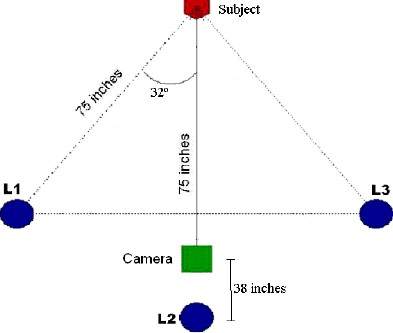 Subject
75 inches
32°
75 inches
L1
L3
Camera
38 inches
L2